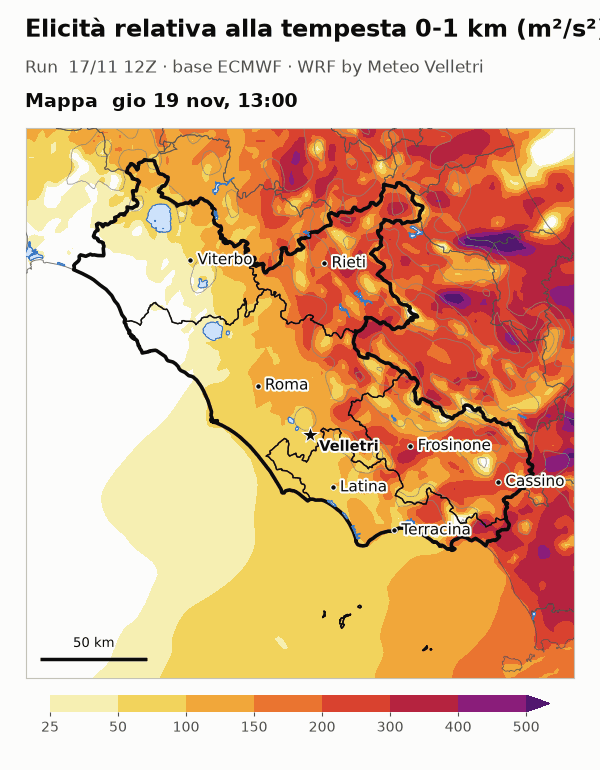 Elicità relativa alla tempesta 0-1 km (m²/s²)
Run 17/11 12Z · base ECMWF · WRF by Meteo Velletri
Mappa gio 19 nov, 13:00
Viterbo
Rieti
Roma
Velletri
Frosinone
Latina
Cassino
Terracina
50 km
25 50 100 150 200 300 400 500